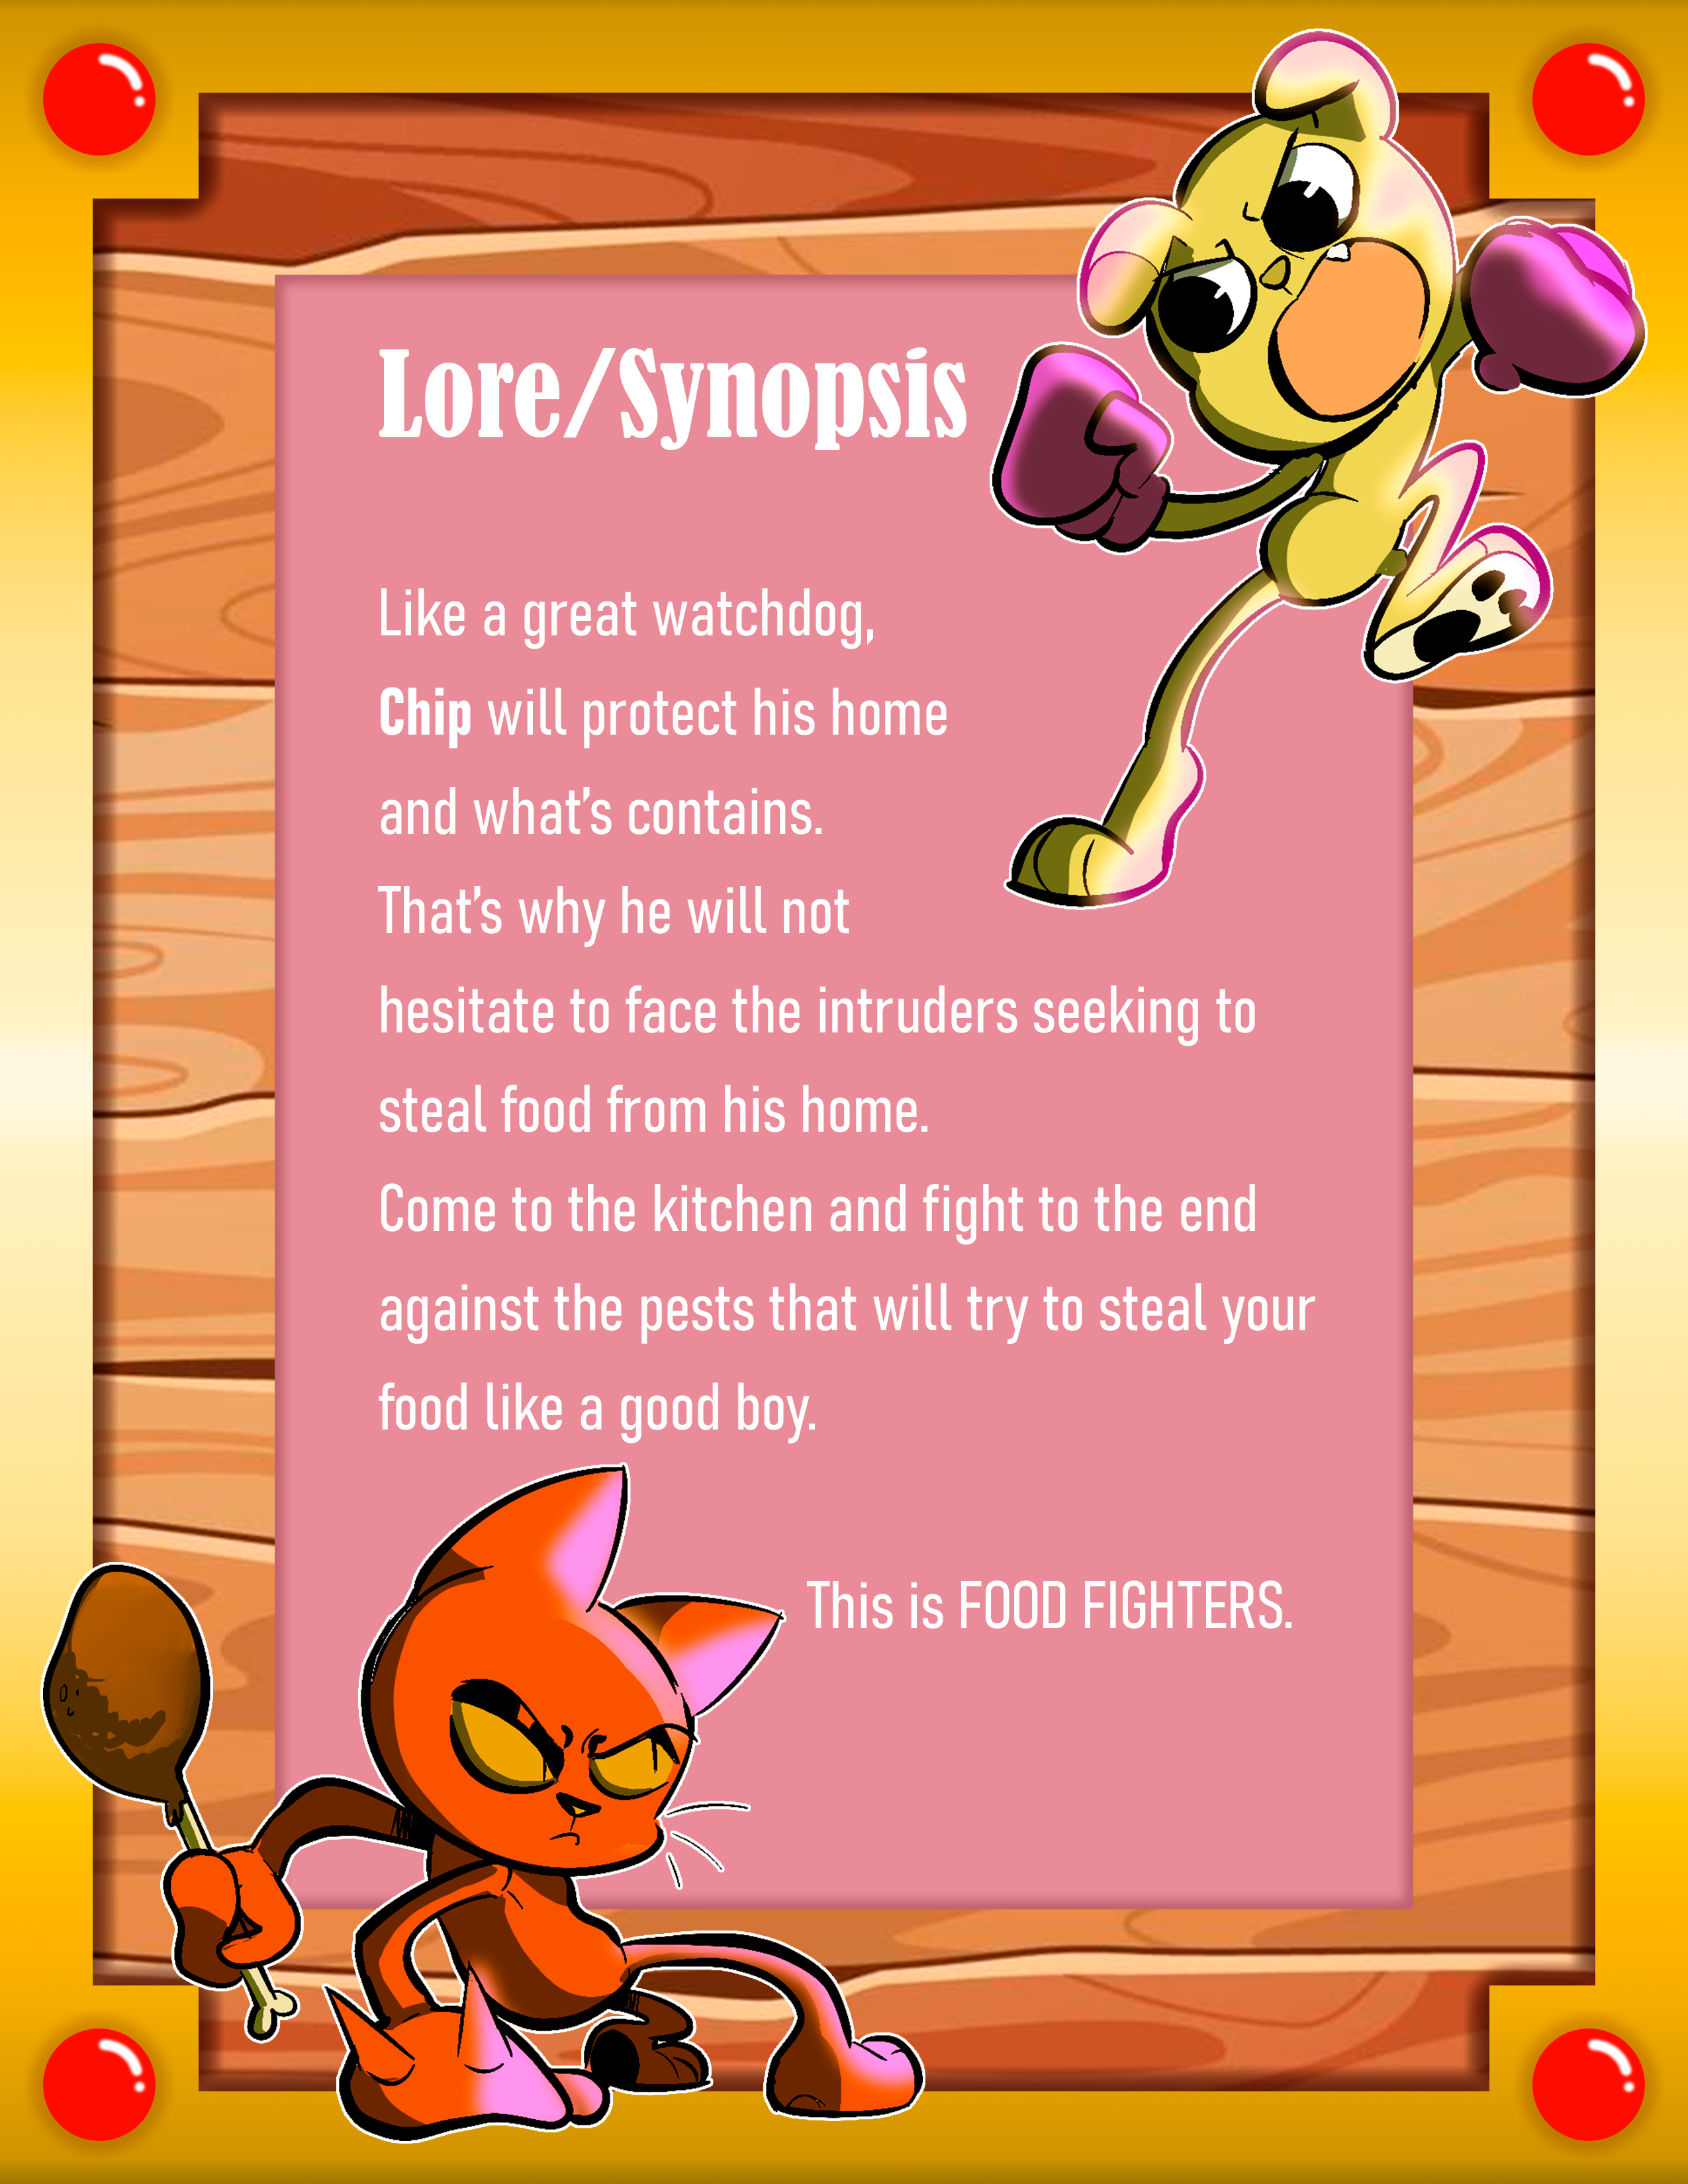 Lore/Synopsis
Like a great watchdog,
Chip will protect his home
and what's contains.
That's why he will not
hesitate to face the intruders seeking to
steal food from his home.
Come to the kitchen and fight to the end
against the pests that will try to steal your
food like a good boy.
This is FOOD FIGHTERS.